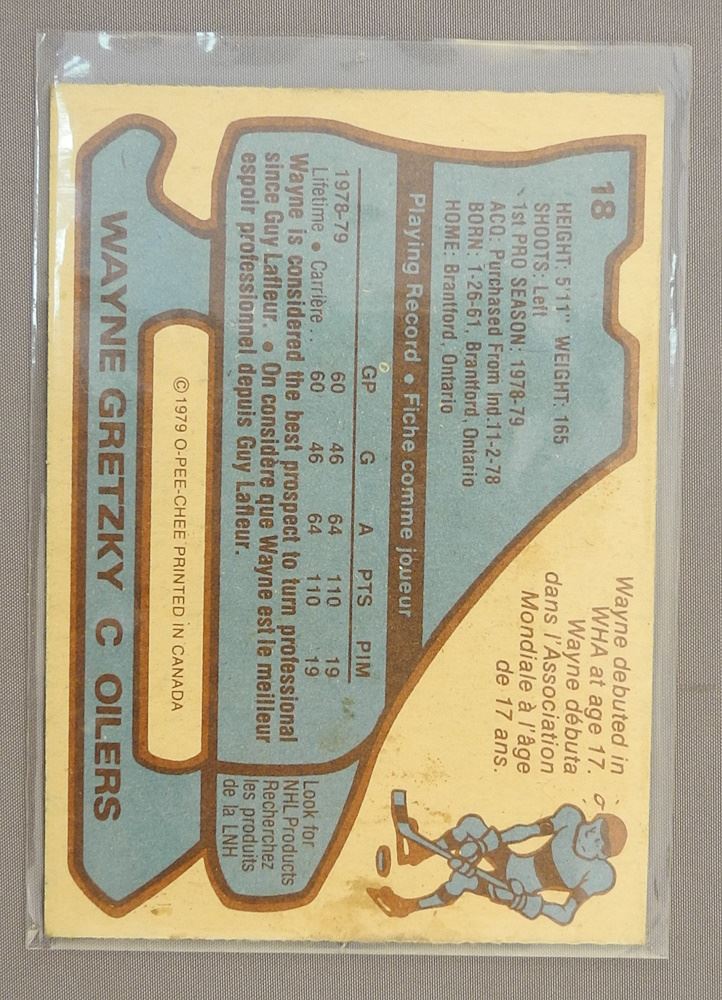 18
HEIGHT: 5'11" WEIGHT: 165
SHOOTS: Left
1st PRO SEASON: 1978-79
ACQ: Purchased From Ind.11-2-78
BORN: 1-26-61, Brantford, Ontario
HOME: Brantford, Ontario
Wayne debuted in
WHA at age 17.
Wayne débuta
dans l'Association
Mondiale à l'âge
de 17 ans.
Playing Record • Fiche comme joueur
GP G A PTS PIM
1978-79 60 46 64 110 19
Lifetime • Carrière .. 60 46 64 110 19
Wayne is considered the best prospect to turn professional
since Guy Lafleur. • On considère que Wayne est le meilleur
espoir professionnel depuis Guy Lafleur.
Look for
NHL Products
Recherchez
les produits
de la LNH
© 1979 O-PEE-CHEE PRINTED IN CANADA
WAYNE GRETZKY C OILERS